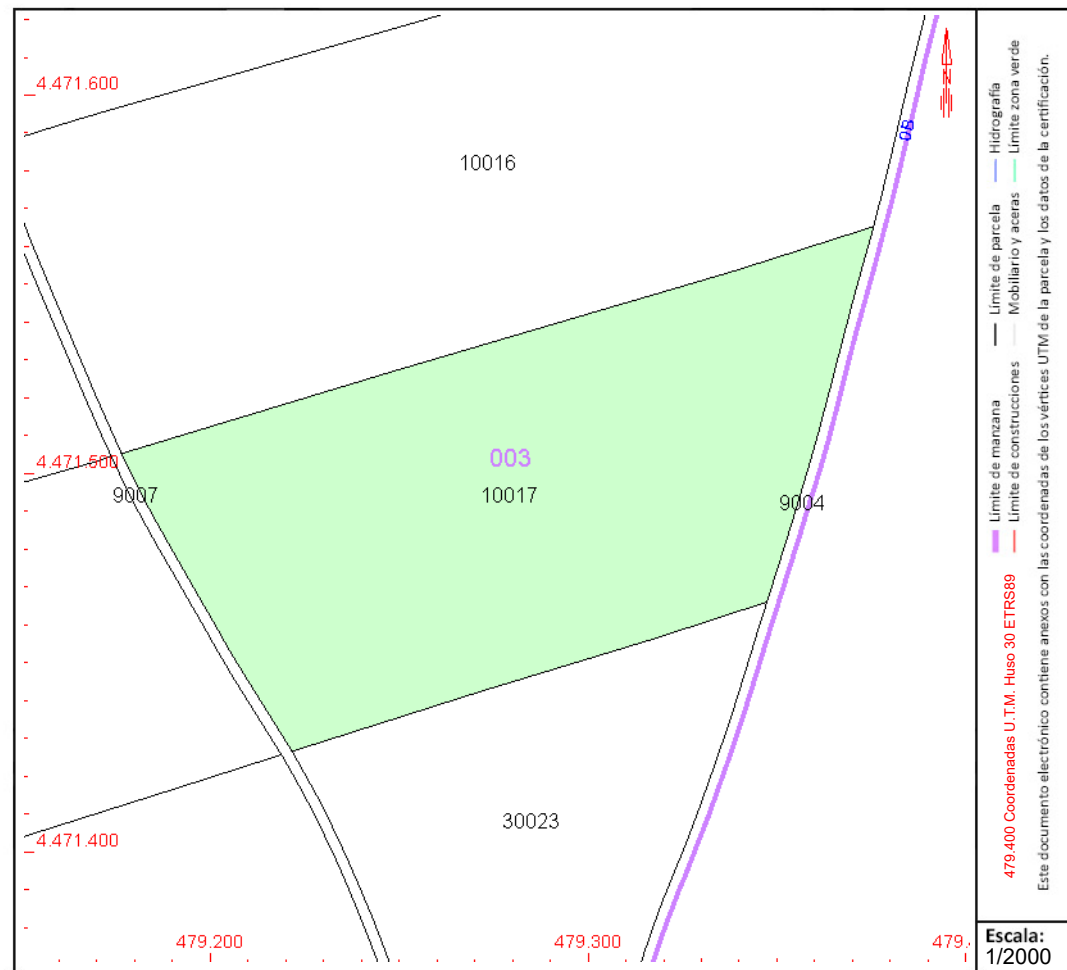 4.471.600
10016
0B
003
4.471.500
9007
10017
9004
30023
4.471.400
479.200
479.300
479.
N
Límite de manzana
Límite de parcela
Hidrografía
Límite de construcciones
Mobiliario y aceras
Límite zona verde
479.400 Coordenadas U.T.M. Huso 30 ETRS89
Este documento electrónico contiene anexos con las coordenadas de los vértices UTM de la parcela y los datos de la certificación.
Escala:
1/2000